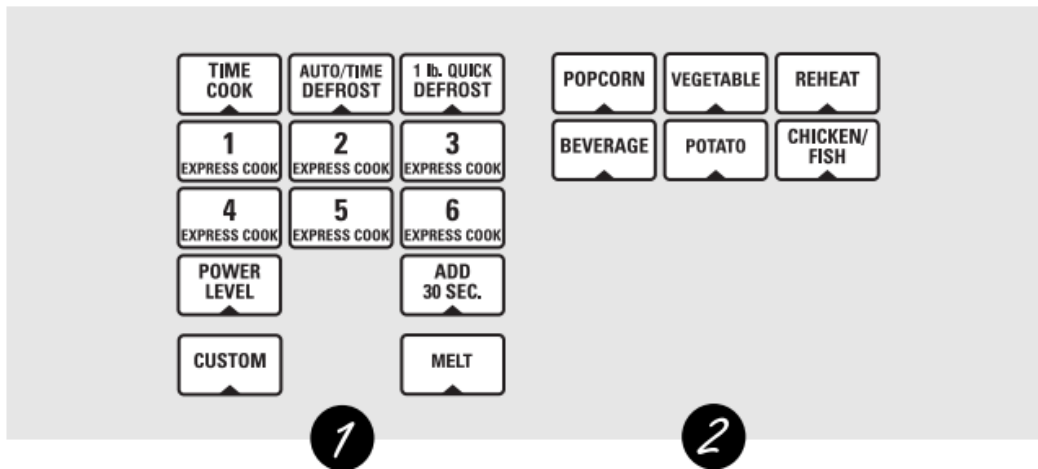 TIME
COOK
AUTO/TIME
DEFROST
1 lb. QUICK
DEFROST
1
EXPRESS COOK
2
EXPRESS COOK
3
EXPRESS COOK
4
EXPRESS COOK
5
EXPRESS COOK
6
EXPRESS COOK
POWER
LEVEL
ADD
30 SEC.
CUSTOM
MELT
1
POPCORN
VEGETABLE
REHEAT
BEVERAGE
POTATO
CHICKEN/
FISH
2